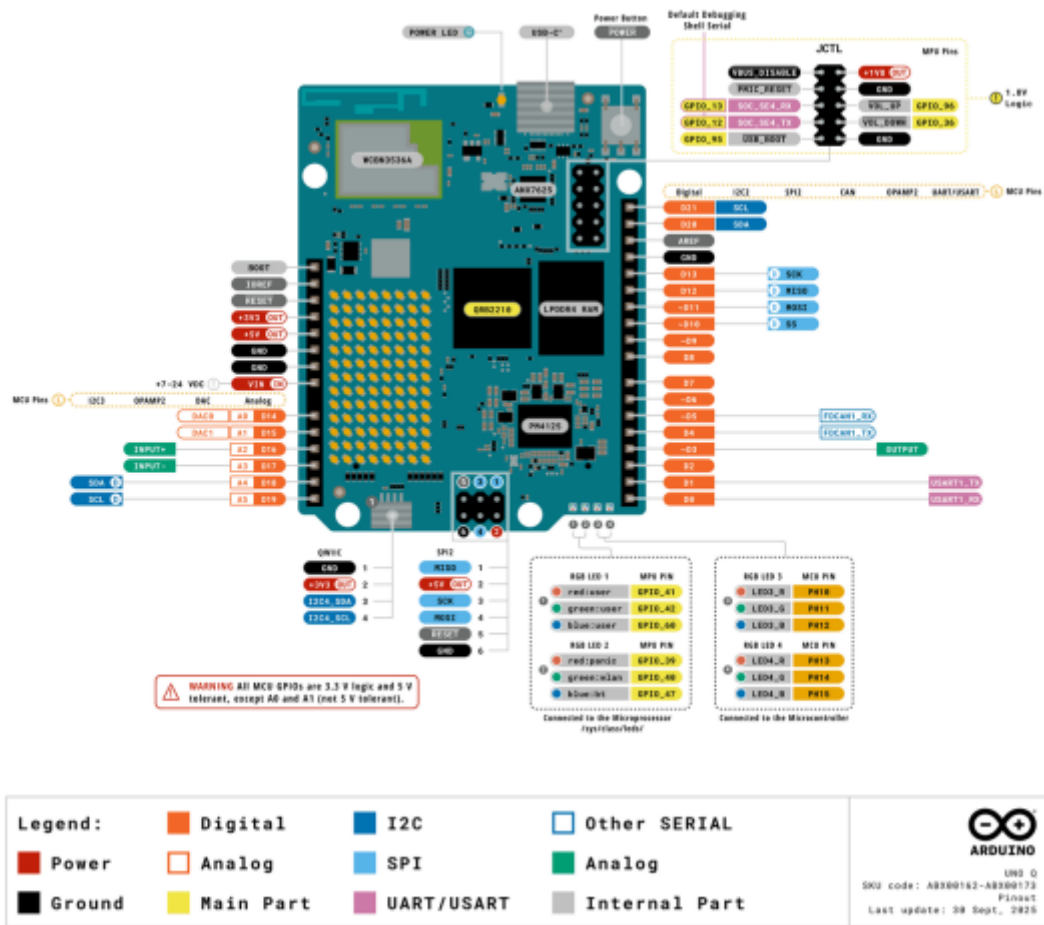 POWER LED
USB-C®
Power Button
POWER
Default Debugging
Shell Serial
JCTL
MPU Pins
VBUS_DISABLE
+1V8 OUT
PMIC_RESET
GND
GPIO_13 SOC_SE4_RX
VOL_UP GPIO_96
GPIO_12 SOC_SE4_TX
VOL_DOWN GPIO_36
USB_BOOT
GND
1.8V
Logic
WCBN3536A
ANX7625
QRB2210
LPDDR4 RAM
PM4125
Digital I2C2 SPI2 CAN OPAMP2 UART/USART MCU Pins
D21 SCL
D20 SDA
AREF
GND
D13 SCK
D12 MISO
~D11 MOSI
~D10 SS
~D9
D8
D7
~D6
~D5 FDCAN1_RX
D4 FDCAN1_TX
~D3 OUTPUT
D2
D1 USART1_TX
D0 USART1_RX
BOOT
IOREF
RESET
+3V3 OUT
+5V OUT
GND
GND
+7-24 VDC VIN IN
MCU Pins I2C3 OPAMP2 DAC Analog
DAC0 A0 D14
DAC1 A1 D15
INPUT+ A2 D16
INPUT- A3 D17
SDA A4 D18
SCL A5 D19
QWIIC
GND 1
+3V3 OUT 2
I2C4_SDA 3
I2C4_SCL 4
SPI2
MISO 1
+5V OUT 2
SCK 3
MOSI 4
RESET 5
GND 6
RGB LED 1 MPU PIN
red:user GPIO_41
green:user GPIO_42
blue:user GPIO_60
RGB LED 2 MPU PIN
red:panic GPIO_39
green:wlan GPIO_40
blue:bt GPIO_47
Connected to the Microprocessor
/sys/class/leds/
RGB LED 3 MCU PIN
LED3_R PH10
LED3_G PH11
LED3_B PH12
RGB LED 4 MCU PIN
LED4_R PH13
LED4_G PH14
LED4_B PH15
Connected to the Microcontroller
WARNING All MCU GPIOs are 3.3 V logic and 5 V
tolerant, except A0 and A1 (not 5 V tolerant).
Legend:
Digital
I2C
Other SERIAL
Power
Analog
SPI
Analog
Ground
Main Part
UART/USART
Internal Part
ARDUINO
UNO Q
SKU code: ABX00162-ABX00173
Pinout
Last update: 30 Sept, 2025